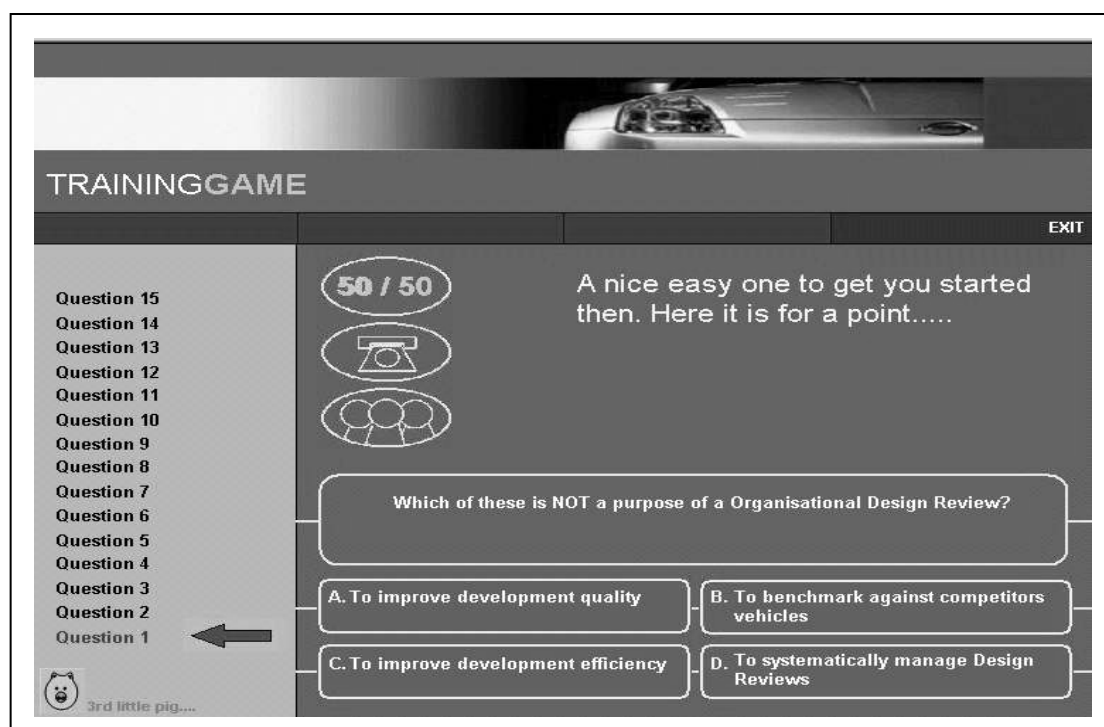 TRAININGGAME
EXIT
Question 15
Question 14
Question 13
Question 12
Question 11
Question 10
Question 9
Question 8
Question 7
Question 6
Question 5
Question 4
Question 3
Question 2
Question 1
3rd little pig....
50 / 50
A nice easy one to get you started
then. Here it is for a point.....
Which of these is NOT a purpose of a Organisational Design Review?
A. To improve development quality
B. To benchmark against competitors
vehicles
C. To improve development efficiency
D. To systematically manage Design
Reviews